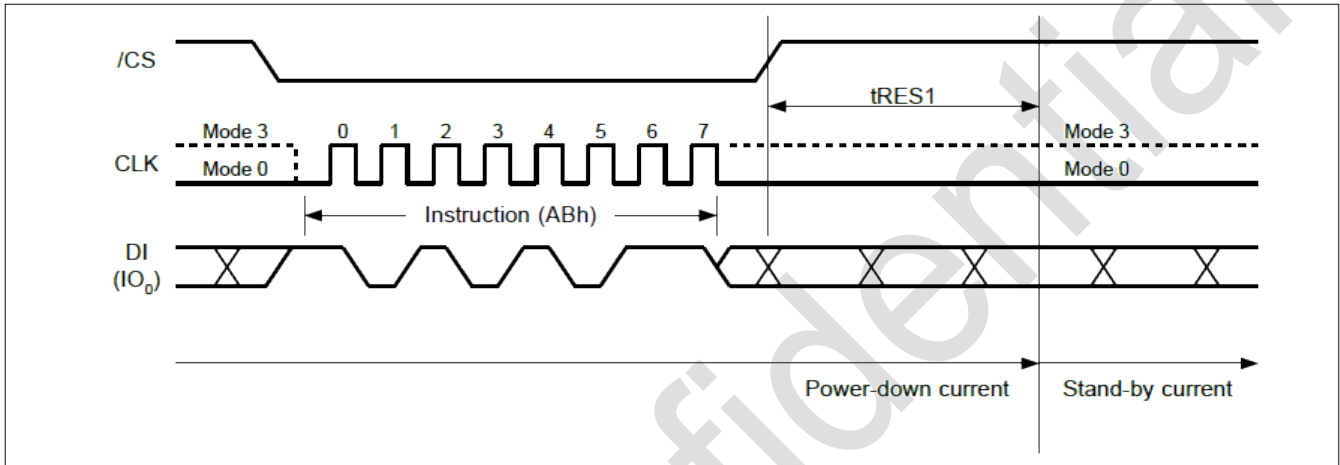 /CS
tRES1
Mode 3 0 1 2 3 4 5 6 7 Mode 3
CLK
Mode 0 Mode 0
Instruction (ABh)
DI
(IO0)
Power-down current Stand-by current